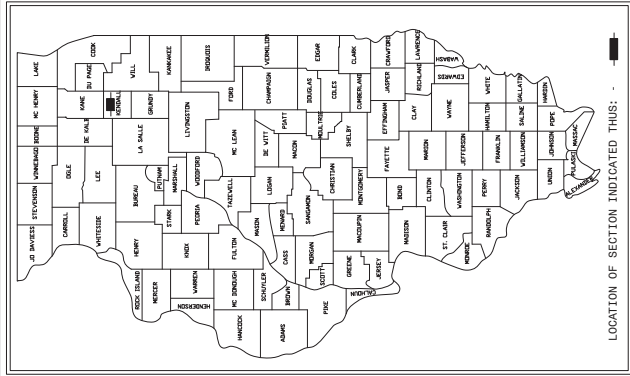 JO DAVIESS
STEVENSON
WINNEBAGO
BOONE
MC HENRY
LAKE
CARROLL
OGLE
DE KALB
KANE
DU PAGE
COOK
WHITESIDE
LEE
KENDALL
WILL
ROCK ISLAND
HENRY
BUREAU
LA SALLE
GRUNDY
KANKAKEE
MERCER
PUTNAM
KNOX
STARK
MARSHALL
LIVINGSTON
IROQUOIS
HENDERSON
WARREN
PEORIA
WOODFORD
FORD
HANCOCK
MC DONOUGH
FULTON
TAZEWELL
MC LEAN
VERMILION
SCHUYLER
MASON
LOGAN
DE WITT
PIATT
CHAMPAIGN
ADAMS
BROWN
CASS
MENARD
SANGAMON
MACON
MOULTRIE
DOUGLAS
EDGAR
PIKE
SCOTT
MORGAN
CHRISTIAN
SHELBY
COLES
CLARK
CALHOUN
GREENE
JERSEY
MACOUPIN
MONTGOMERY
CUMBERLAND
FAYETTE
EFFINGHAM
JASPER
CRAWFORD
MADISON
BOND
CLAY
RICHLAND
LAWRENCE
ST. CLAIR
CLINTON
MARION
WAYNE
EDWARDS
WABASH
MONROE
WASHINGTON
JEFFERSON
RANDOLPH
PERRY
FRANKLIN
HAMILTON
WHITE
JACKSON
WILLIAMSON
SALINE
GALLATIN
UNION
JOHNSON
POPE
HARDIN
ALEXANDER
PULASKI
MASSAC
LOCATION OF SECTION INDICATED THUS: -